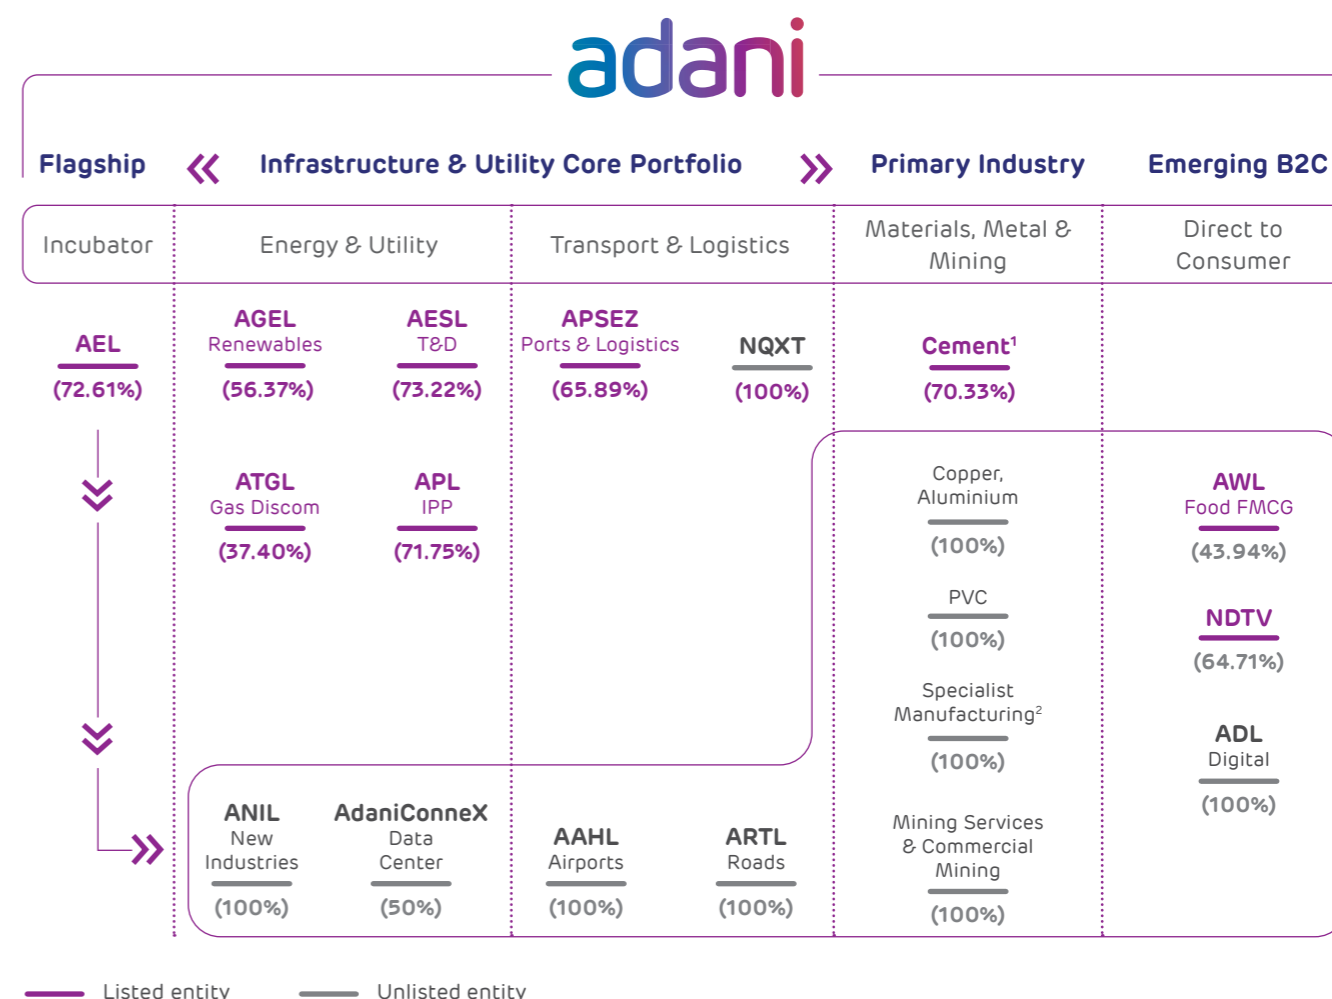 adani
Flagship
Infrastructure & Utility Core Portfolio
Primary Industry
Emerging B2C
Incubator
Energy & Utility
Transport & Logistics
Materials, Metal &
Mining
Direct to
Consumer
AEL
(72.61%)
AGEL
Renewables
(56.37%)
AESL
T&D
(73.22%)
APSEZ
Ports & Logistics
(65.89%)
NQXT
(100%)
Cement¹
(70.33%)
ATGL
Gas Discom
(37.40%)
APL
IPP
(71.75%)
Copper,
Aluminium
(100%)
PVC
(100%)
Specialist
Manufacturing²
(100%)
Mining Services
& Commercial
Mining
(100%)
AWL
Food FMCG
(43.94%)
NDTV
(64.71%)
ADL
Digital
(100%)
ANIL
New
Industries
(100%)
AdaniConneX
Data
Center
(50%)
AAHL
Airports
(100%)
ARTL
Roads
(100%)
Listed entity
Unlisted entity